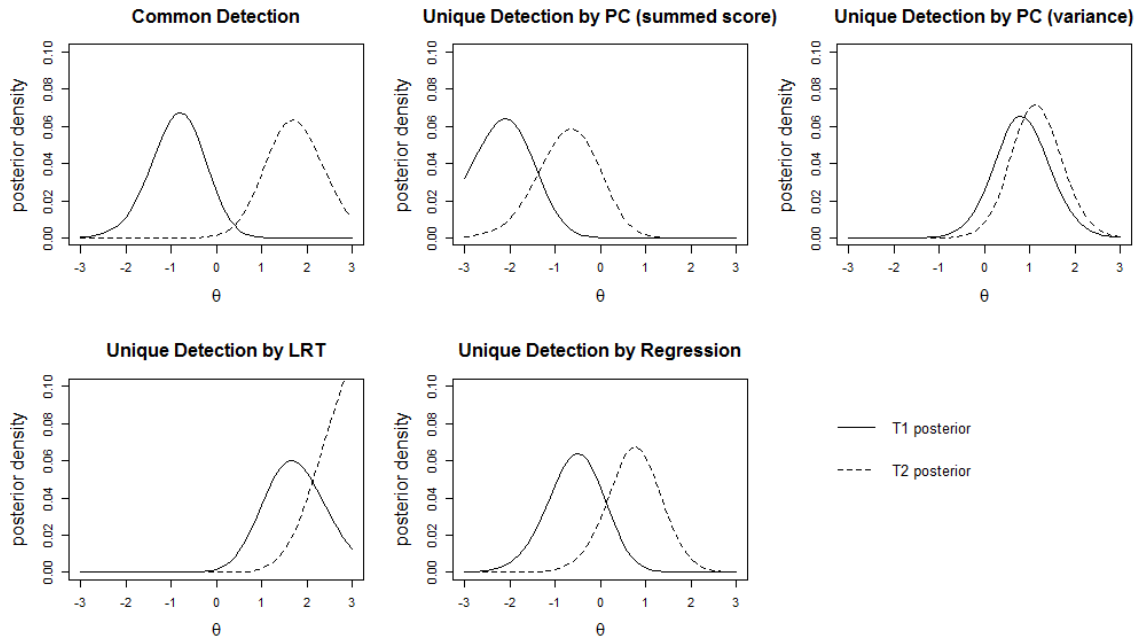 Common Detection
posterior density
0.00 0.02 0.04 0.06 0.08 0.10
-3 -2 -1 0 1 2 3
θ
Unique Detection by PC (summed score)
posterior density
0.00 0.02 0.04 0.06 0.08 0.10
-3 -2 -1 0 1 2 3
θ
Unique Detection by PC (variance)
posterior density
0.00 0.02 0.04 0.06 0.08 0.10
-3 -2 -1 0 1 2 3
θ
Unique Detection by LRT
posterior density
0.00 0.02 0.04 0.06 0.08 0.10
-3 -2 -1 0 1 2 3
θ
Unique Detection by Regression
posterior density
0.00 0.02 0.04 0.06 0.08 0.10
-3 -2 -1 0 1 2 3
θ
T1 posterior
T2 posterior